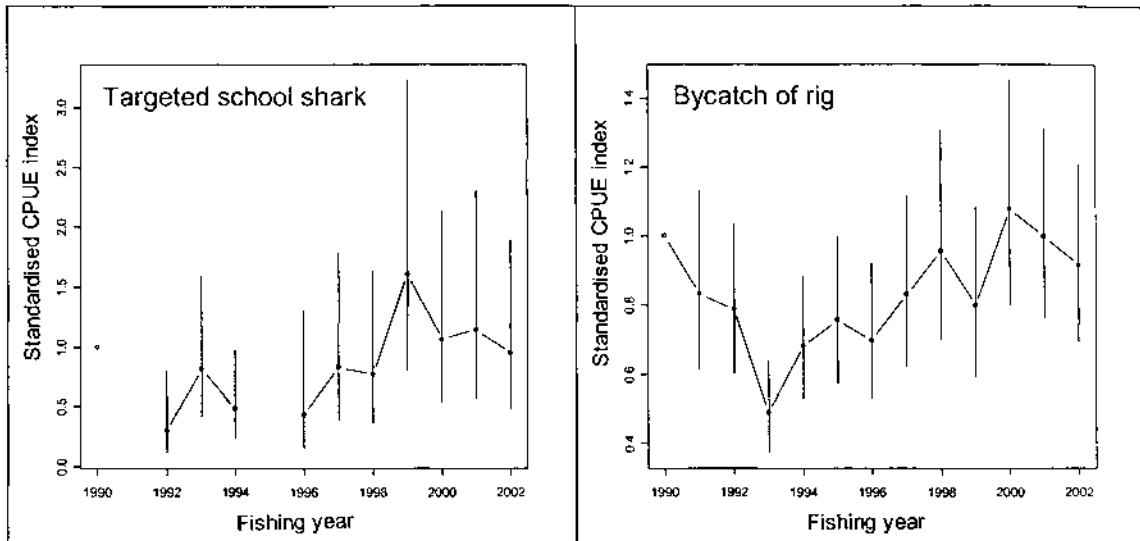 Targeted school shark
Standardised CPUE index
3.0
2.5
2.0
1.5
1.0
0.5
0.0
1990 1992 1994 1996 1998 2000 2002
Fishing year
Bycatch of rig
Standardised CPUE index
1.4
1.2
1.0
0.8
0.6
0.4
1990 1992 1994 1996 1998 2000 2002
Fishing year